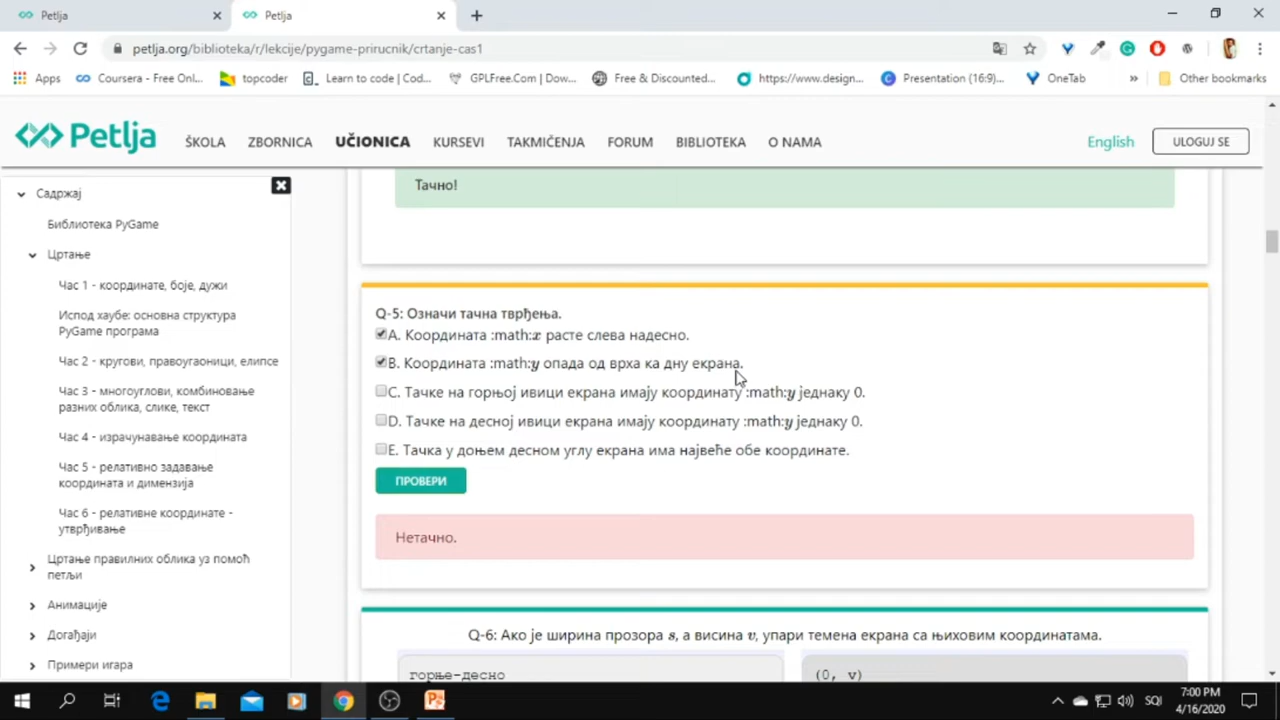 Petlja
Petlja
petlja.org/biblioteka/r/lekcije/pygame-prirucnik/crtanje-cas1
Apps
Coursera - Free Onl...
topcoder
Learn to code | Cod...
GPLFree.Com | Dow...
Free & Discounted...
https://www.design...
Presentation (16:9)...
OneTab
»
Other bookmarks
Petlja
ŠKOLA
ZBORNICA
UČIONICA
KURSEVI
TAKMIČENJA
FORUM
BIBLIOTEKA
O NAMA
English
ULOGUJ SE
Садржај
Библиотека PyGame
Цртање
Час 1 - координате, боје, дужи
Испод хаубе: основна структура
PyGame програма
Час 2 - кругови, правоугаоници, елипсе
Час 3 - многоуглови, комбиновање
разних облика, слике, текст
Час 4 - израчунавање координата
Час 5 - релативно задавање
координата и димензија
Час 6 - релативне координате -
утврђивање
Цртање правилних облика уз помоћ
петљи
Анимације
Догађаји
Примери игара
Тачно!
Q-5: Означи тачна тврђења.
A. Координата :math:x расте слева надесно.
B. Координата :math:y опада од врха ка дну екрана.
C. Тачке на горњој ивици екрана имају координату :math:y једнаку 0.
D. Тачке на десној ивици екрана имају координату :math:y једнаку 0.
E. Тачка у доњем десном углу екрана има највеће обе координате.
ПРОВЕРИ
Нетачно.
Q-6: Ако је ширина прозора s, а висина v, упари темена екрана са њиховим координатама.
горње-десно
(0, v)
SQI
7:00 PM
4/16/2020